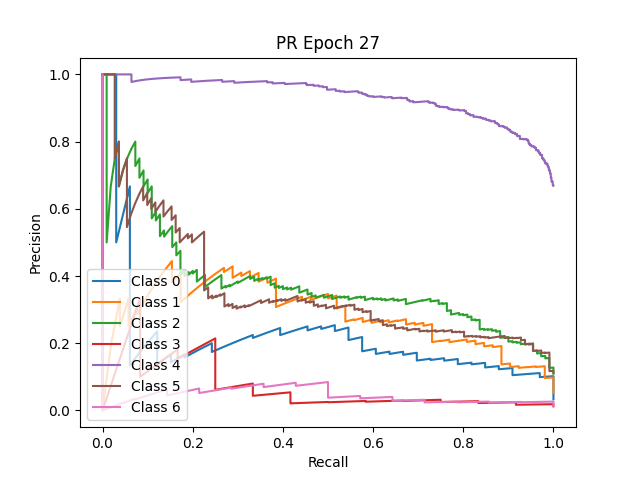 PR Epoch 27
Precision
1.0
0.8
0.6
0.4
0.2
0.0
Class 0
Class 1
Class 2
Class 3
Class 4
Class 5
Class 6
0.0 0.2 0.4 0.6 0.8 1.0
Recall